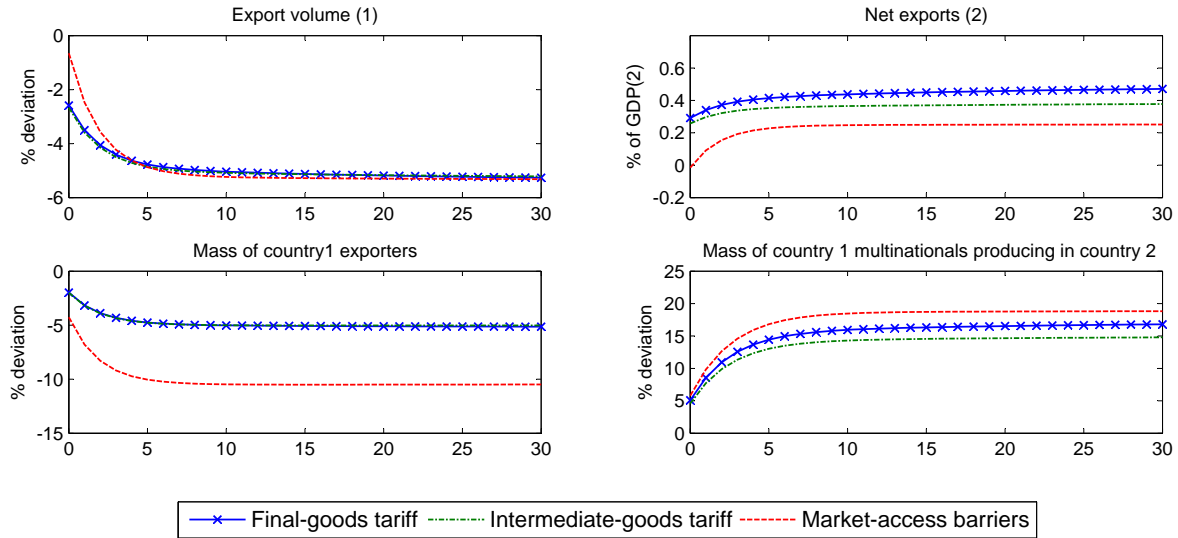 Export volume (1)
Net exports (2)
0
-2
-4
-6
% deviation
0 5 10 15 20 25 30
0.6
0.4
0.2
0
-0.2
% of GDP(2)
0 5 10 15 20 25 30
Mass of country1 exporters
Mass of country 1 multinationals producing in country 2
0
-5
-10
-15
% deviation
0 5 10 15 20 25 30
25
20
15
10
5
0
% deviation
0 5 10 15 20 25 30
Final-goods tariff Intermediate-goods tariff Market-access barriers